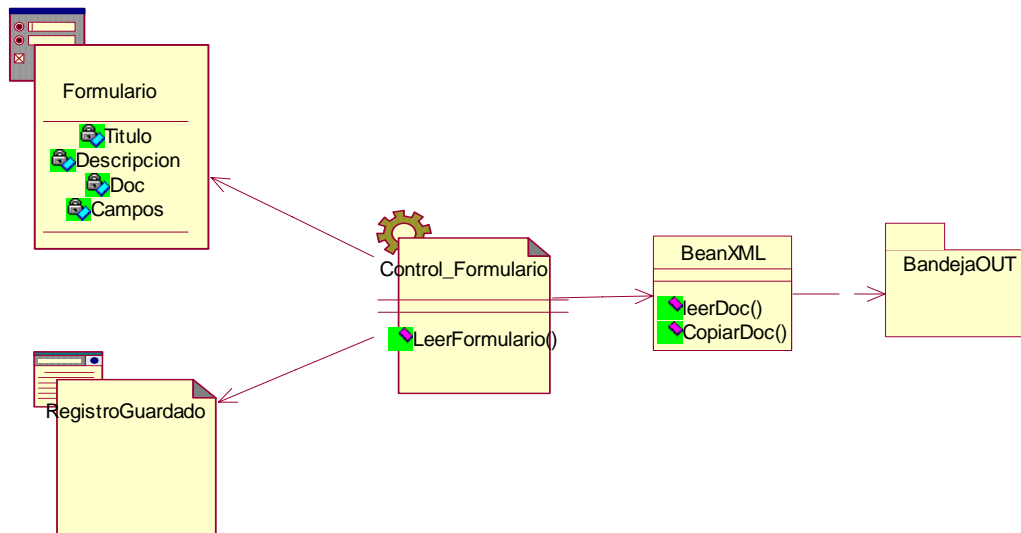 Formulario
Titulo
Descripcion
Doc
Campos
Control_Formulario
LeerFormulario()
BeanXML
leerDoc()
CopiarDoc()
BandejaOUT
RegistroGuardado